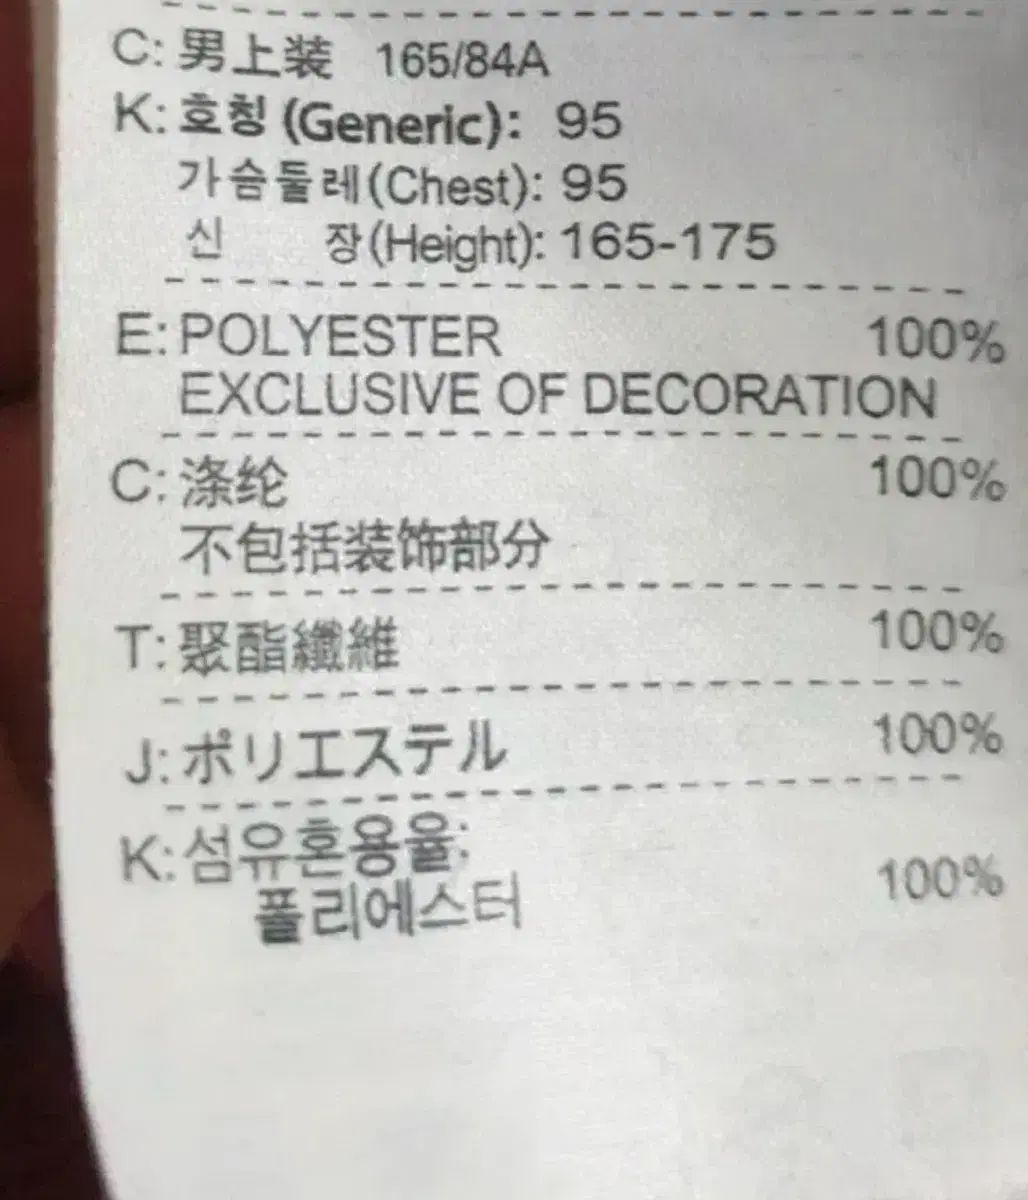 C: 男上装 165/84A
K: 호칭 (Generic): 95
가슴둘레(Chest): 95
신 장(Height): 165-175
E: POLYESTER 100%
EXCLUSIVE OF DECORATION
C: 涤纶 100%
不包括装饰部分
T: 聚酯纖維 100%
J: ポリエステル 100%
K: 섬유혼용율:
폴리에스터 100%